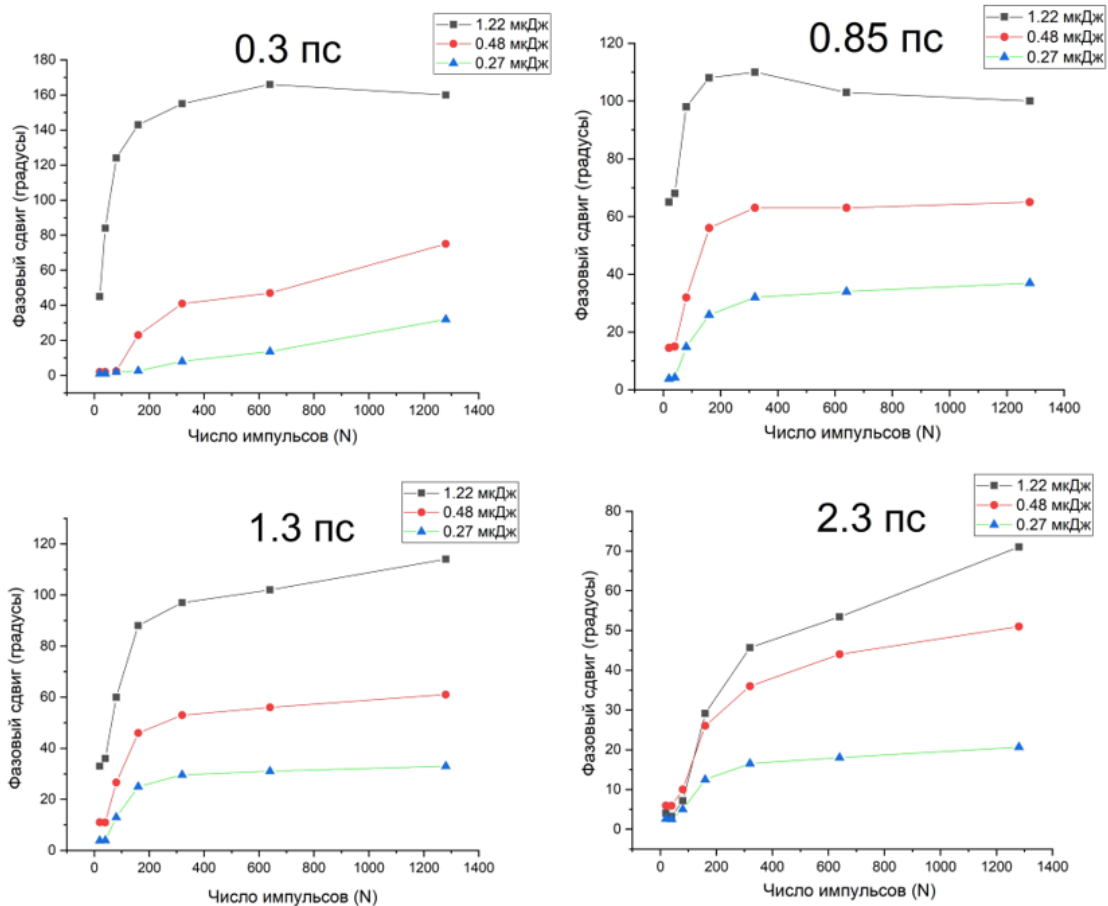 0.3 пс
1.22 мкДж
0.48 мкДж
0.27 мкДж
Фазовый сдвиг (градусы)
180
160
140
120
100
80
60
40
20
0
0 200 400 600 800 1000 1200 1400
Число импульсов (N)
0.85 пс
1.22 мкДж
0.48 мкДж
0.27 мкДж
Фазовый сдвиг (градусы)
120
100
80
60
40
20
0
0 200 400 600 800 1000 1200 1400
Число импульсов (N)
1.3 пс
1.22 мкДж
0.48 мкДж
0.27 мкДж
Фазовый сдвиг (градусы)
120
100
80
60
40
20
0
0 200 400 600 800 1000 1200 1400
Число импульсов (N)
2.3 пс
1.22 мкДж
0.48 мкДж
0.27 мкДж
Фазовый сдвиг (градусы)
80
70
60
50
40
30
20
10
0
0 200 400 600 800 1000 1200 1400
Число импульсов (N)